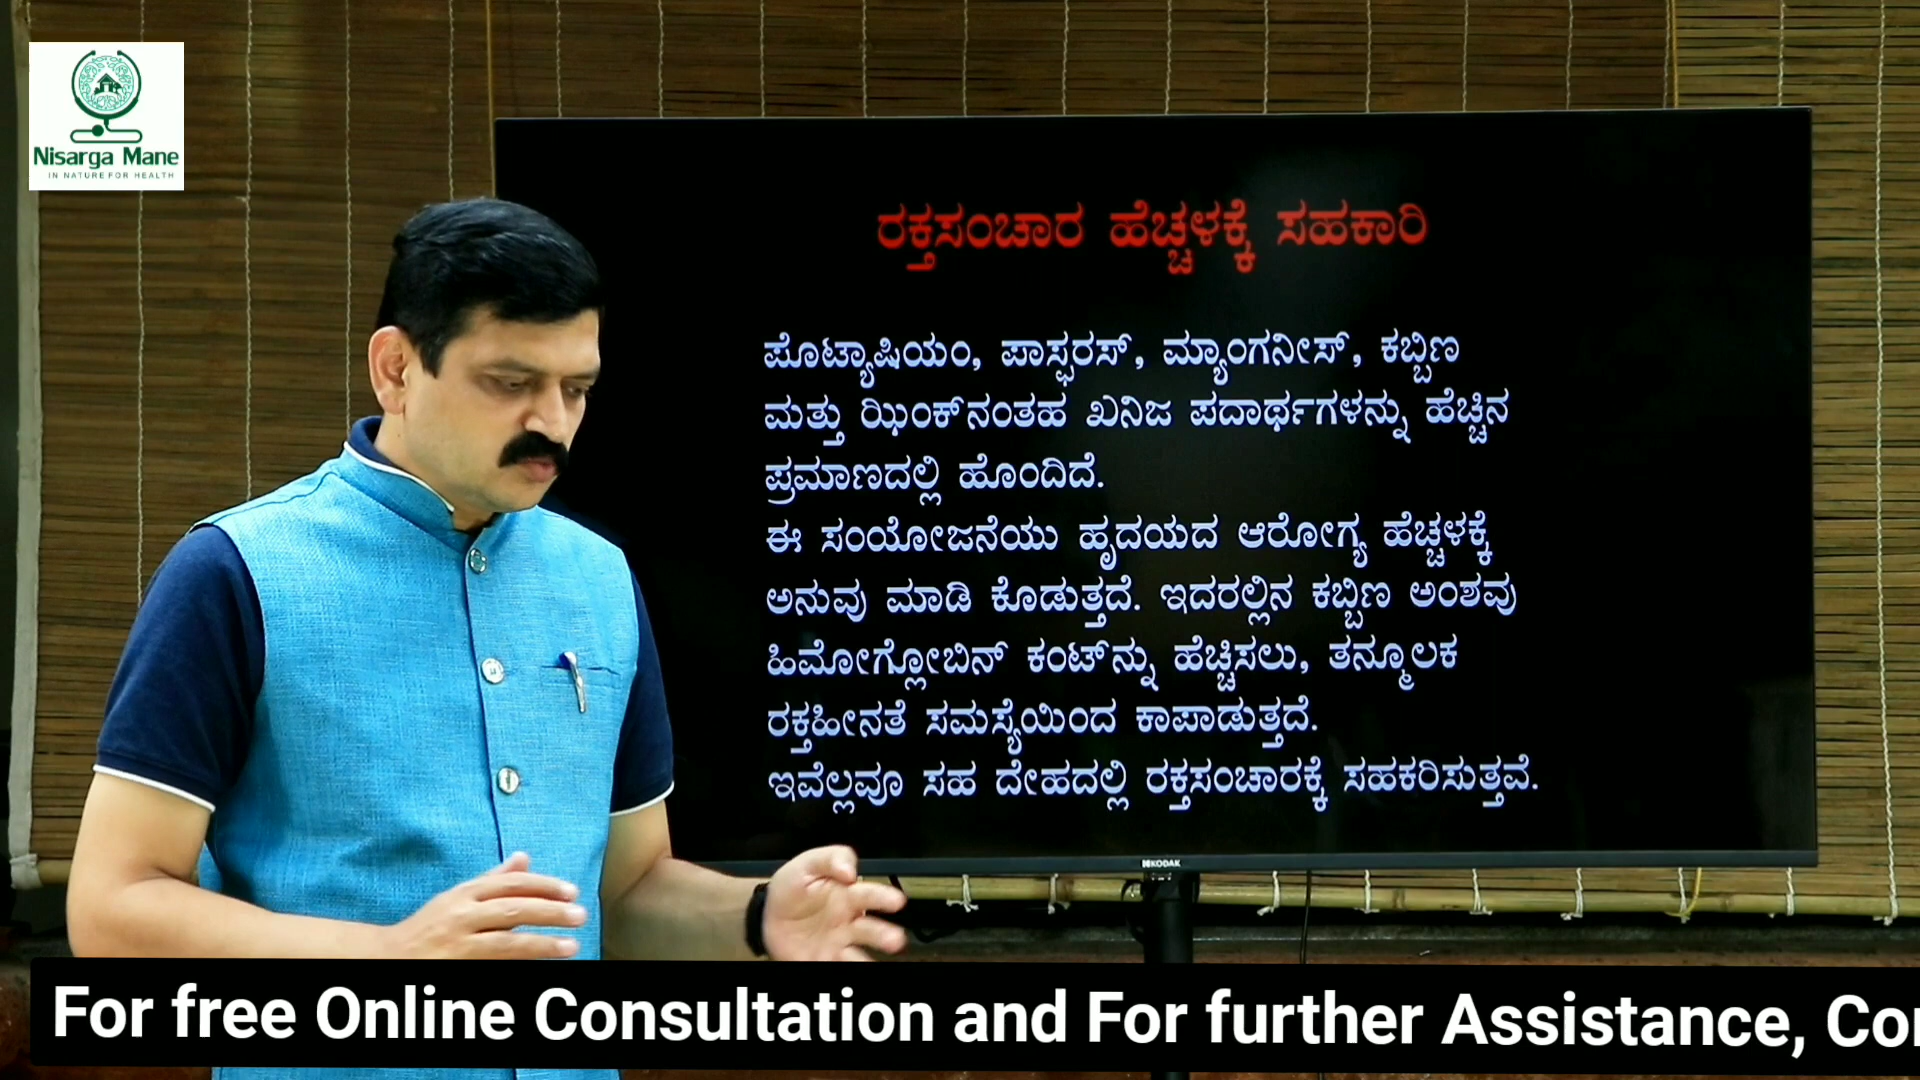 Nisarga Mane
IN NATURE FOR HEALTH
ರಕ್ತಸಂಚಾರ ಹೆಚ್ಚಳಕ್ಕೆ ಸಹಕಾರಿ
ಪೊಟ್ಯಾಷಿಯಂ, ಪಾಸ್ಫರಸ್, ಮ್ಯಾಂಗನೀಸ್, ಕಬ್ಬಿಣ
ಮತ್ತು ಝಿಂಕ್‌ನಂತಹ ಖನಿಜ ಪದಾರ್ಥಗಳನ್ನು ಹೆಚ್ಚಿನ
ಪ್ರಮಾಣದಲ್ಲಿ ಹೊಂದಿದೆ.
ಈ ಸಂಯೋಜನೆಯು ಹೃದಯದ ಆರೋಗ್ಯ ಹೆಚ್ಚಳಕ್ಕೆ
ಅನುವು ಮಾಡಿ ಕೊಡುತ್ತದೆ. ಇದರಲ್ಲಿನ ಕಬ್ಬಿಣ ಅಂಶವು
ಹಿಮೋಗ್ಲೋಬಿನ್ ಕಂಟ್‌ನ್ನು ಹೆಚ್ಚಿಸಲು, ತನ್ಮೂಲಕ
ರಕ್ತಹೀನತೆ ಸಮಸ್ಯೆಯಿಂದ ಕಾಪಾಡುತ್ತದೆ.
ಇವೆಲ್ಲವೂ ಸಹ ದೇಹದಲ್ಲಿ ರಕ್ತಸಂಚಾರಕ್ಕೆ ಸಹಕರಿಸುತ್ತವೆ.
KODAK
For free Online Consultation and For further Assistance, Con